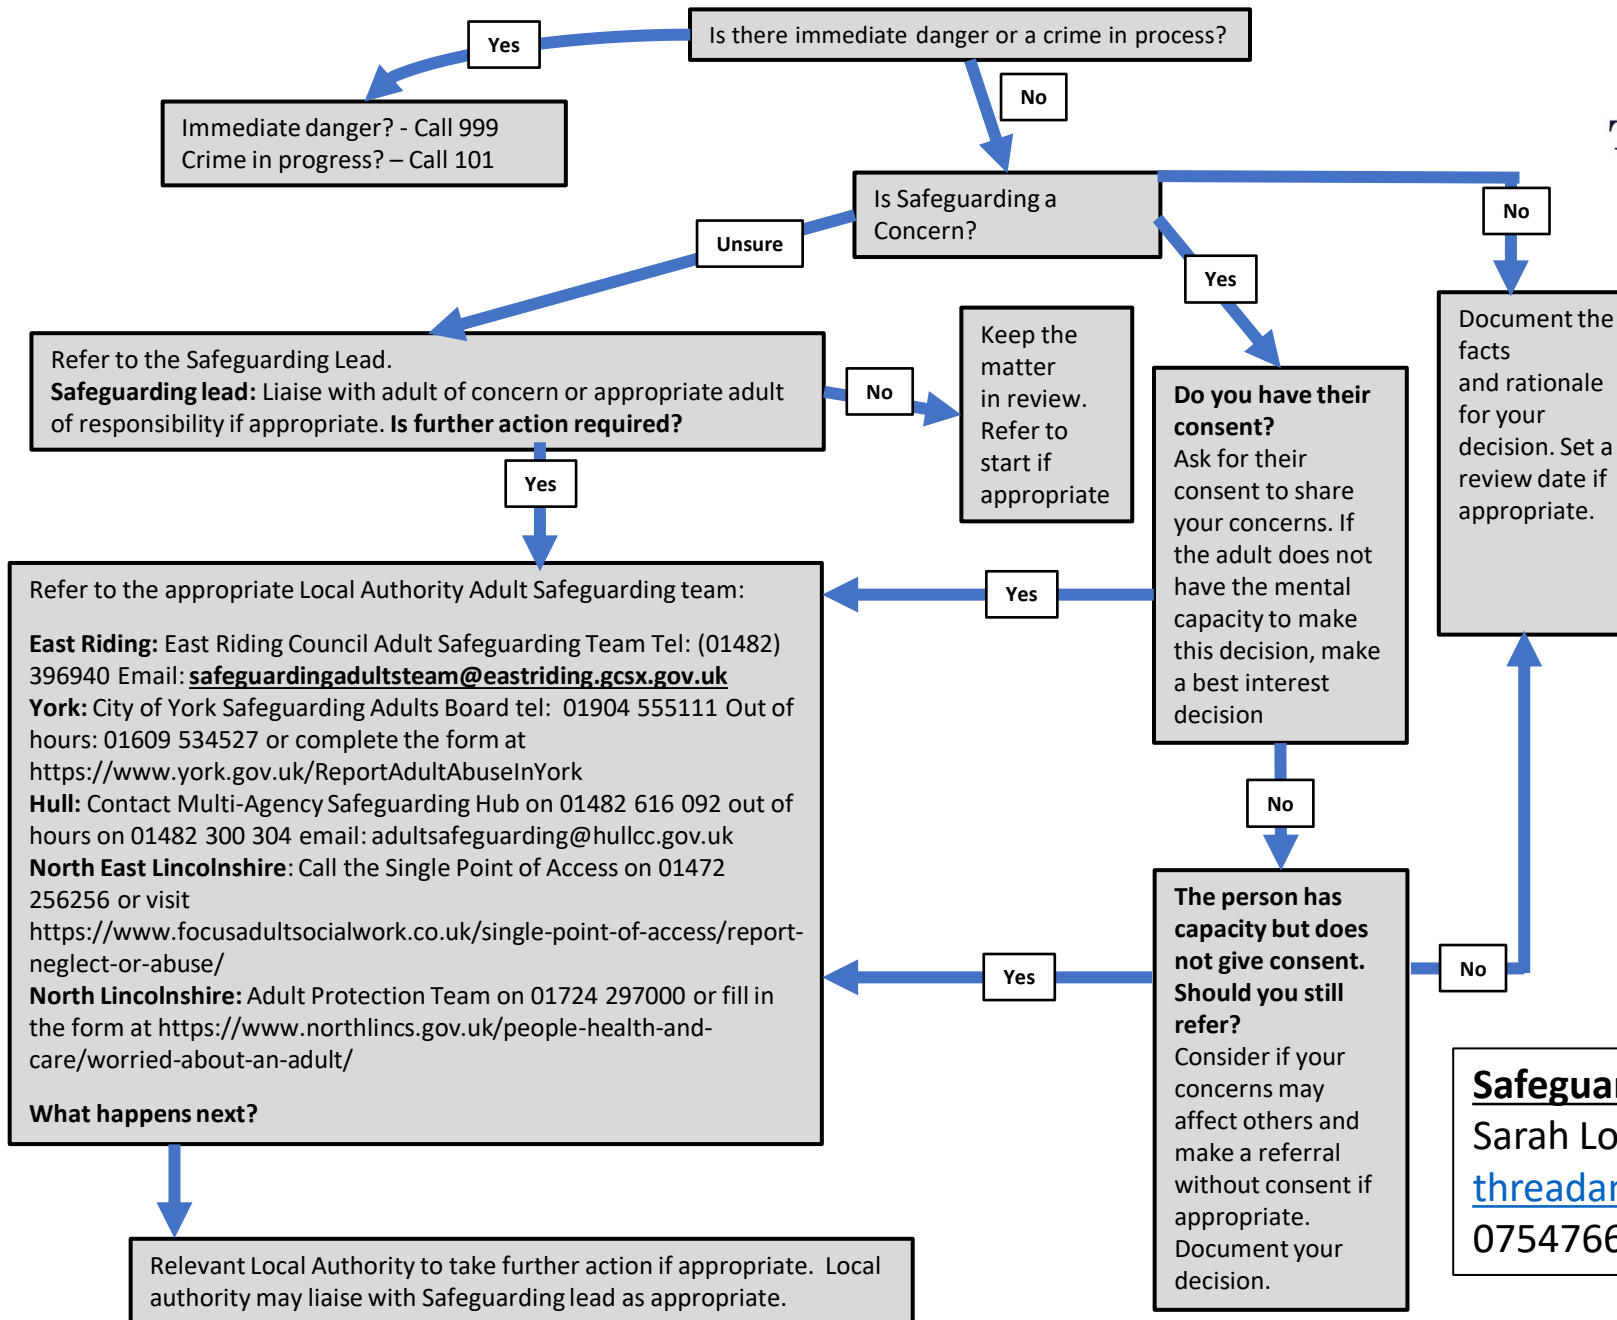 Is there immediate danger or a crime in process?
Yes
No
Immediate danger? - Call 999
Crime in progress? – Call 101
Is Safeguarding a
Concern?
No
Unsure
Yes
Refer to the Safeguarding Lead.
Safeguarding lead: Liaise with adult of concern or appropriate adult
of responsibility if appropriate. Is further action required?
No
Keep the
matter
in review.
Refer to
start if
appropriate
Yes
Do you have their
consent?
Ask for their
consent to share
your concerns. If
the adult does not
have the mental
capacity to make
this decision, make
a best interest
decision
Document the
facts
and rationale
for your
decision. Set a
review date if
appropriate.
Yes
Refer to the appropriate Local Authority Adult Safeguarding team:
East Riding: East Riding Council Adult Safeguarding Team Tel: (01482)
396940 Email: safeguardingadultsteam@eastriding.gcsx.gov.uk
York: City of York Safeguarding Adults Board tel: 01904 555111 Out of
hours: 01609 534527 or complete the form at
https://www.york.gov.uk/ReportAdultAbuseInYork
Hull: Contact Multi-Agency Safeguarding Hub on 01482 616 092 out of
hours on 01482 300 304 email: adultsafeguarding@hullcc.gov.uk
North East Lincolnshire: Call the Single Point of Access on 01472
256256 or visit
https://www.focusadultsocialwork.co.uk/single-point-of-access/report-
neglect-or-abuse/
North Lincolnshire: Adult Protection Team on 01724 297000 or fill in
the form at https://www.northlincs.gov.uk/people-health-and-
care/worried-about-an-adult/
What happens next?
No
The person has
capacity but does
not give consent.
Should you still
refer?
Consider if your
concerns may
affect others and
make a referral
without consent if
appropriate.
Document your
decision.
Yes
No
Relevant Local Authority to take further action if appropriate. Local
authority may liaise with Safeguarding lead as appropriate.
Sarah